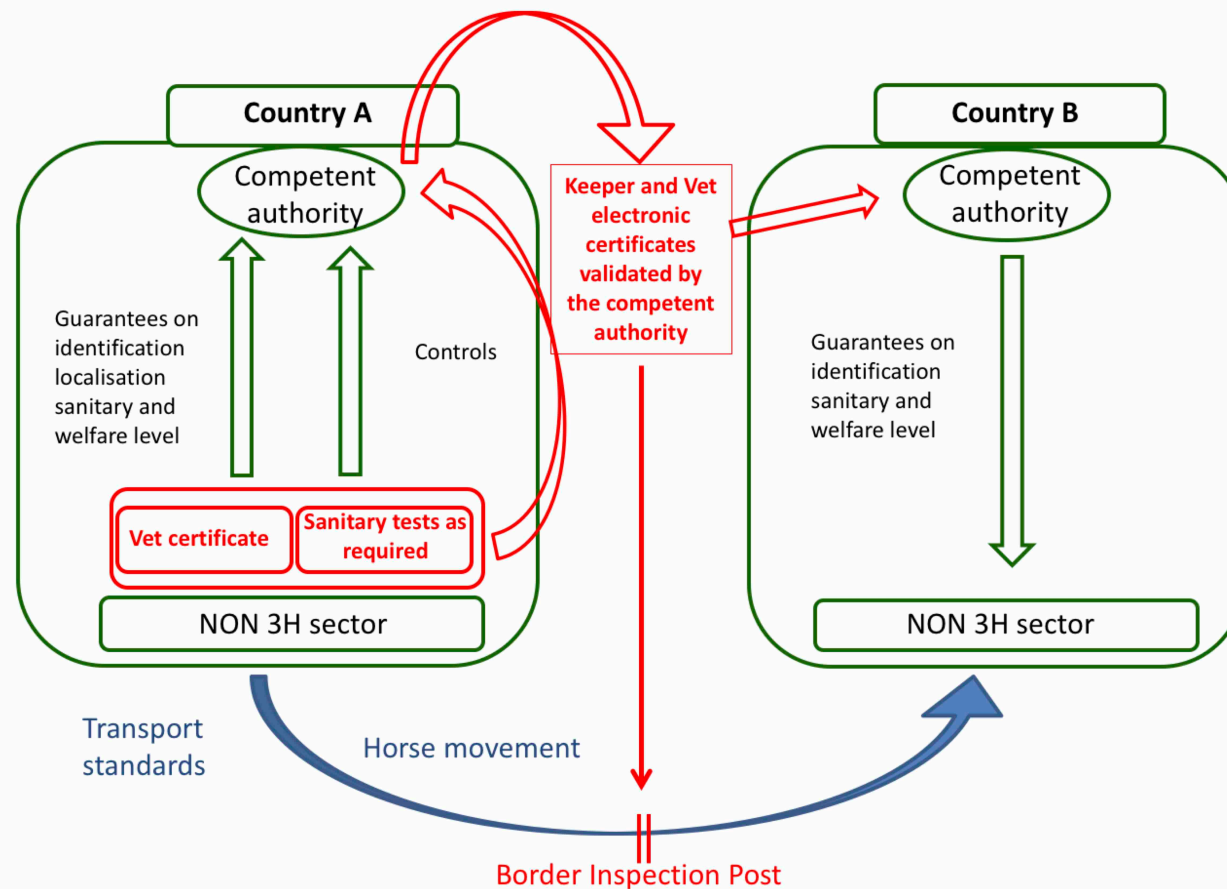 Country A
Competent
authority
Guarantees on
identification
localisation
sanitary and
welfare level
Controls
Vet certificate
Sanitary tests as
required
NON 3H sector
Keeper and Vet
electronic
certificates
validated by
the competent
authority
Country B
Competent
authority
Guarantees on
identification
sanitary and
welfare level
NON 3H sector
Transport
standards
Horse movement
Border Inspection Post